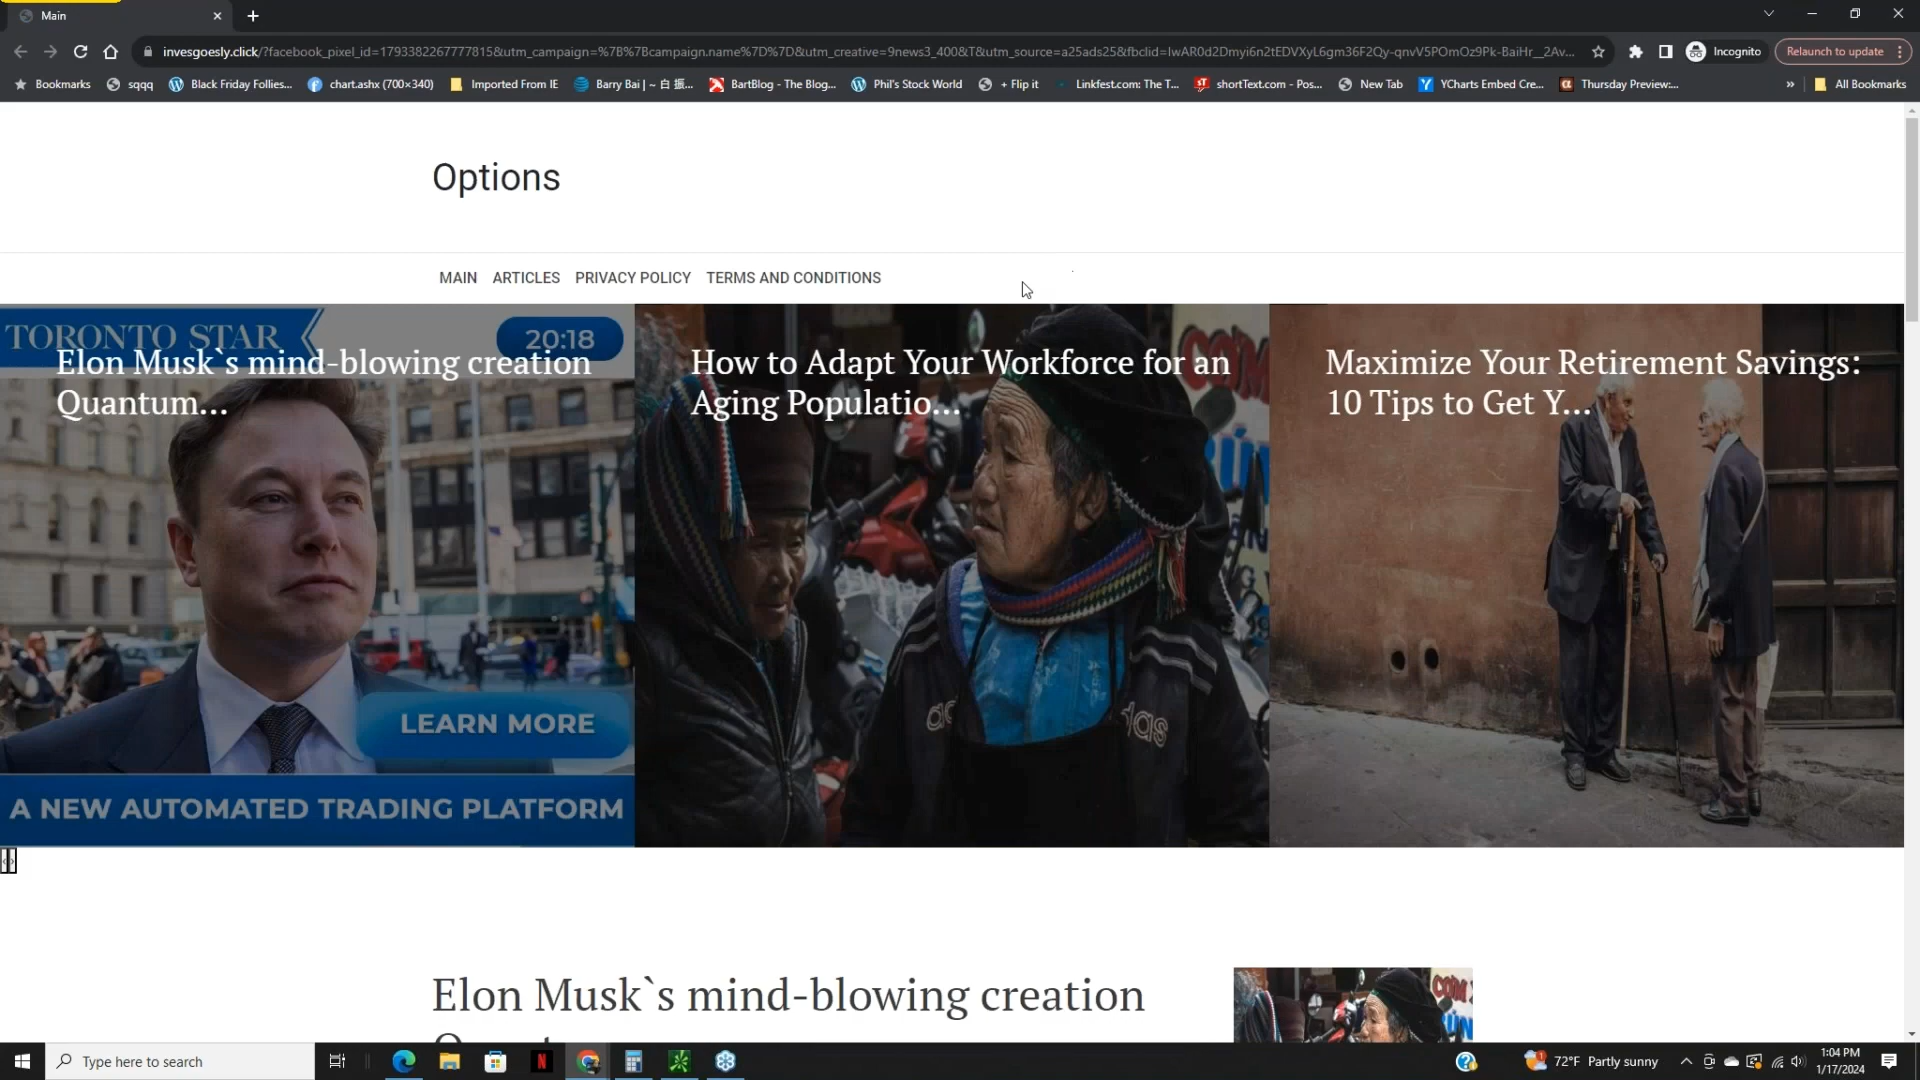 Main
invesgoesly.click/?facebook_pixel_id=1793382267777815&utm_campaign=%7B%7Bcampaign.name%7D%7D&utm_creative=9news3_400&T&utm_source=a25ads25&fbclid=IwAR0d2Dmyi6n2tEDVXyL6gm36F2Qy-qnvV5POmOz9Pk-BaiHr__2Av...
Incognito
Relaunch to update
Bookmarks
sqqq
Black Friday Follies...
chart.ashx (700×340)
Imported From IE
Barry Bai | ~ 白 振...
BartBlog - The Blog...
Phil's Stock World
+ Flip it
Linkfest.com: The T...
shortText.com - Pos...
New Tab
YCharts Embed Cre...
Thursday Preview:...
»
All Bookmarks
Options
MAIN ARTICLES PRIVACY POLICY TERMS AND CONDITIONS
TORONTO STAR
20:18
Elon Musk`s mind-blowing creation
Quantum...
How to Adapt Your Workforce for an
Aging Populatio...
Maximize Your Retirement Savings:
10 Tips to Get Y...
LEARN MORE
A NEW AUTOMATED TRADING PLATFORM
Elon Musk`s mind-blowing creation
Type here to search
72°F Partly sunny
1:04 PM
1/17/2024